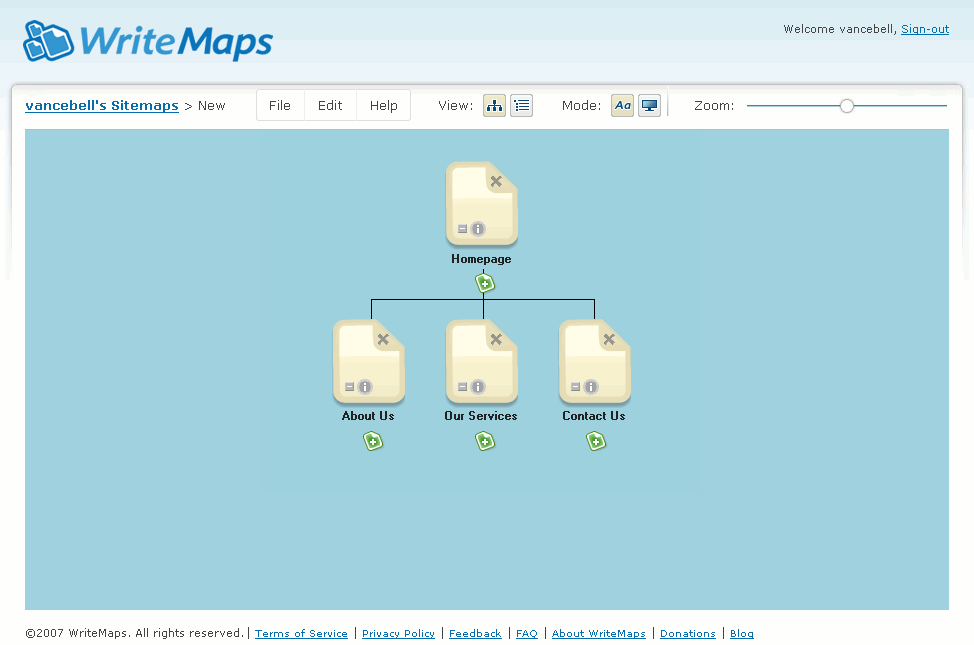 WriteMaps
Welcome vancebell, Sign-out
vancebell's Sitemaps > New File Edit Help View: Mode: Aa Zoom:
Homepage
About Us Our Services Contact Us
©2007 WriteMaps. All rights reserved. | Terms of Service | Privacy Policy | Feedback | FAQ | About WriteMaps | Donations | Blog